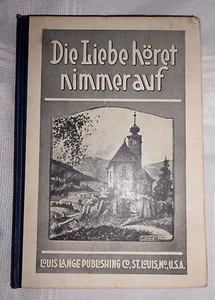 Die Liebe höret
nimmer auf
LOUIS LANGE PUBLISHING CO., ST. LOUIS, MO., U.S.A.